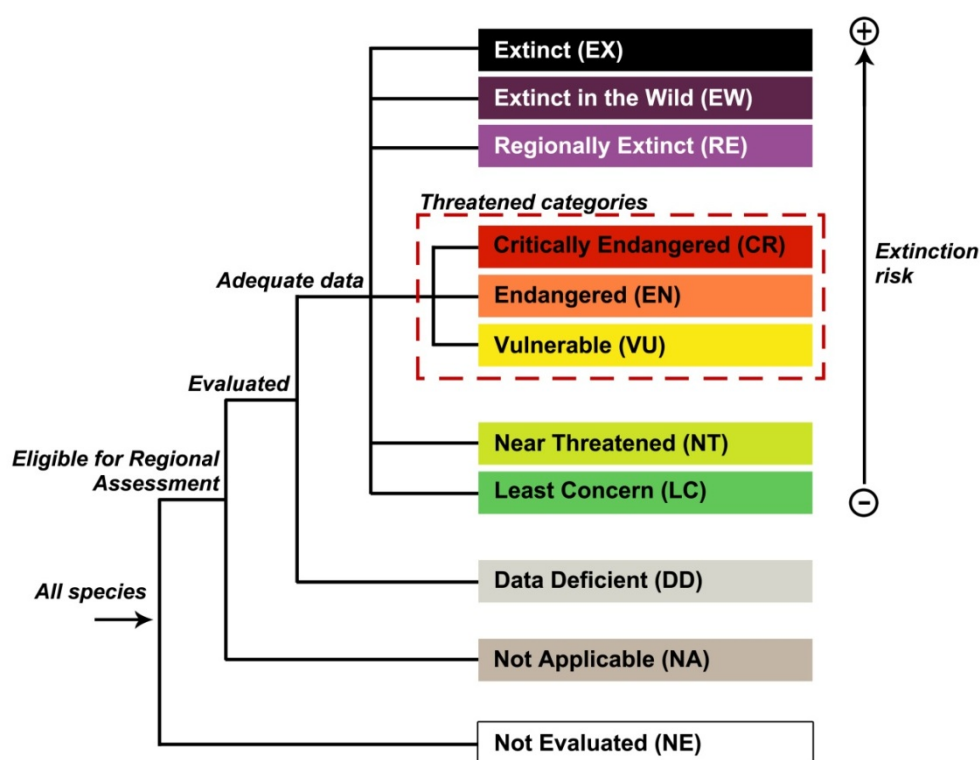 Extinct (EX)
Extinct in the Wild (EW)
Regionally Extinct (RE)
Threatened categories
Critically Endangered (CR)
Endangered (EN)
Vulnerable (VU)
Near Threatened (NT)
Least Concern (LC)
Data Deficient (DD)
Not Applicable (NA)
Not Evaluated (NE)
Adequate data
Evaluated
Eligible for Regional
Assessment
All species
+
Extinction
risk
−